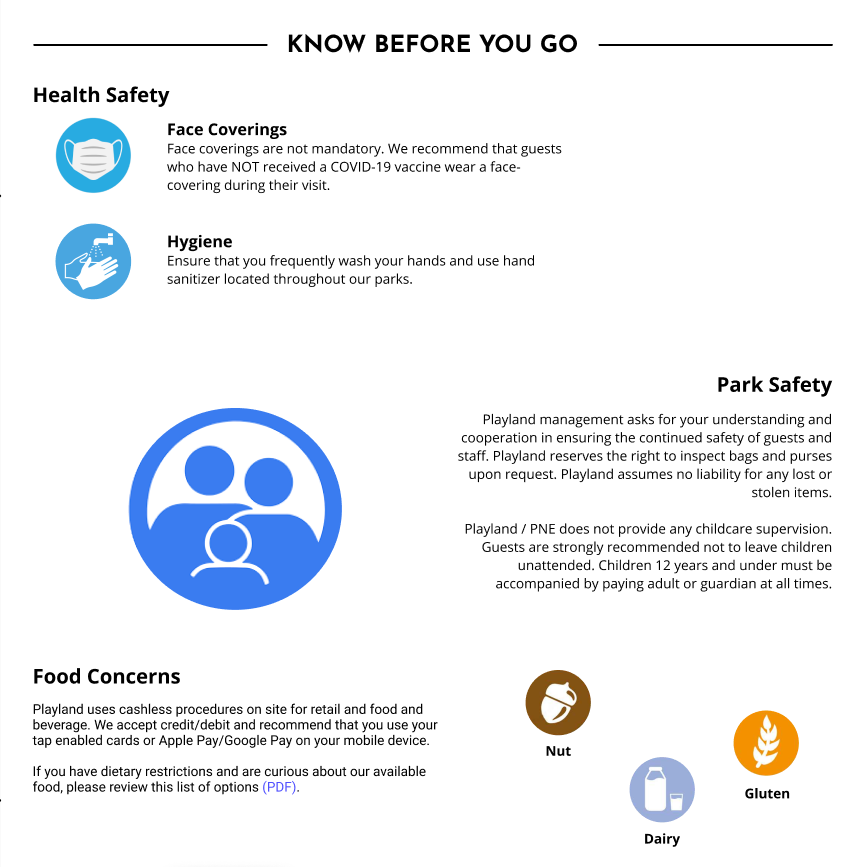 KNOW BEFORE YOU GO
Health Safety
Face Coverings
Face coverings are not mandatory. We recommend that guests
who have NOT received a COVID-19 vaccine wear a face-
covering during their visit.
Hygiene
Ensure that you frequently wash your hands and use hand
sanitizer located throughout our parks.
Park Safety
Playland management asks for your understanding and
cooperation in ensuring the continued safety of guests and
staff. Playland reserves the right to inspect bags and purses
upon request. Playland assumes no liability for any lost or
stolen items.
Playland / PNE does not provide any childcare supervision.
Guests are strongly recommended not to leave children
unattended. Children 12 years and under must be
accompanied by paying adult or guardian at all times.
Food Concerns
Playland uses cashless procedures on site for retail and food and
beverage. We accept credit/debit and recommend that you use your
tap enabled cards or Apple Pay/Google Pay on your mobile device.
If you have dietary restrictions and are curious about our available
food, please review this list of options (PDF).
Nut
Gluten
Dairy